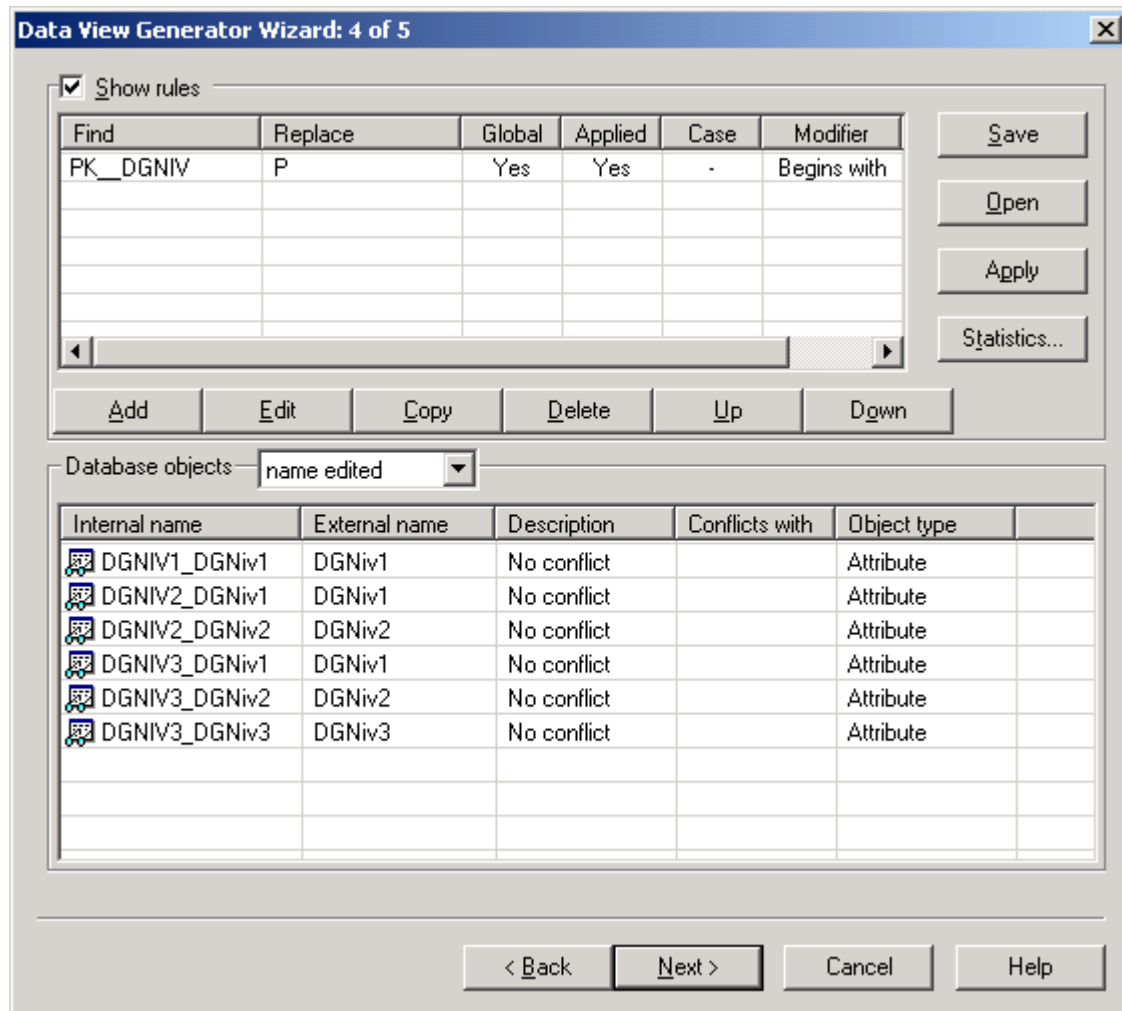 Data View Generator Wizard: 4 of 5
Show rules
Find Replace Global Applied Case Modifier
PK__DGNIV P Yes Yes - Begins with
Save
Open
Apply
Statistics...
Add Edit Copy Delete Up Down
Database objects name edited
Internal name External name Description Conflicts with Object type
DGNIV1_DGNiv1 DGNiv1 No conflict Attribute
DGNIV2_DGNiv1 DGNiv1 No conflict Attribute
DGNIV2_DGNiv2 DGNiv2 No conflict Attribute
DGNIV3_DGNiv1 DGNiv1 No conflict Attribute
DGNIV3_DGNiv2 DGNiv2 No conflict Attribute
DGNIV3_DGNiv3 DGNiv3 No conflict Attribute
< Back Next > Cancel Help